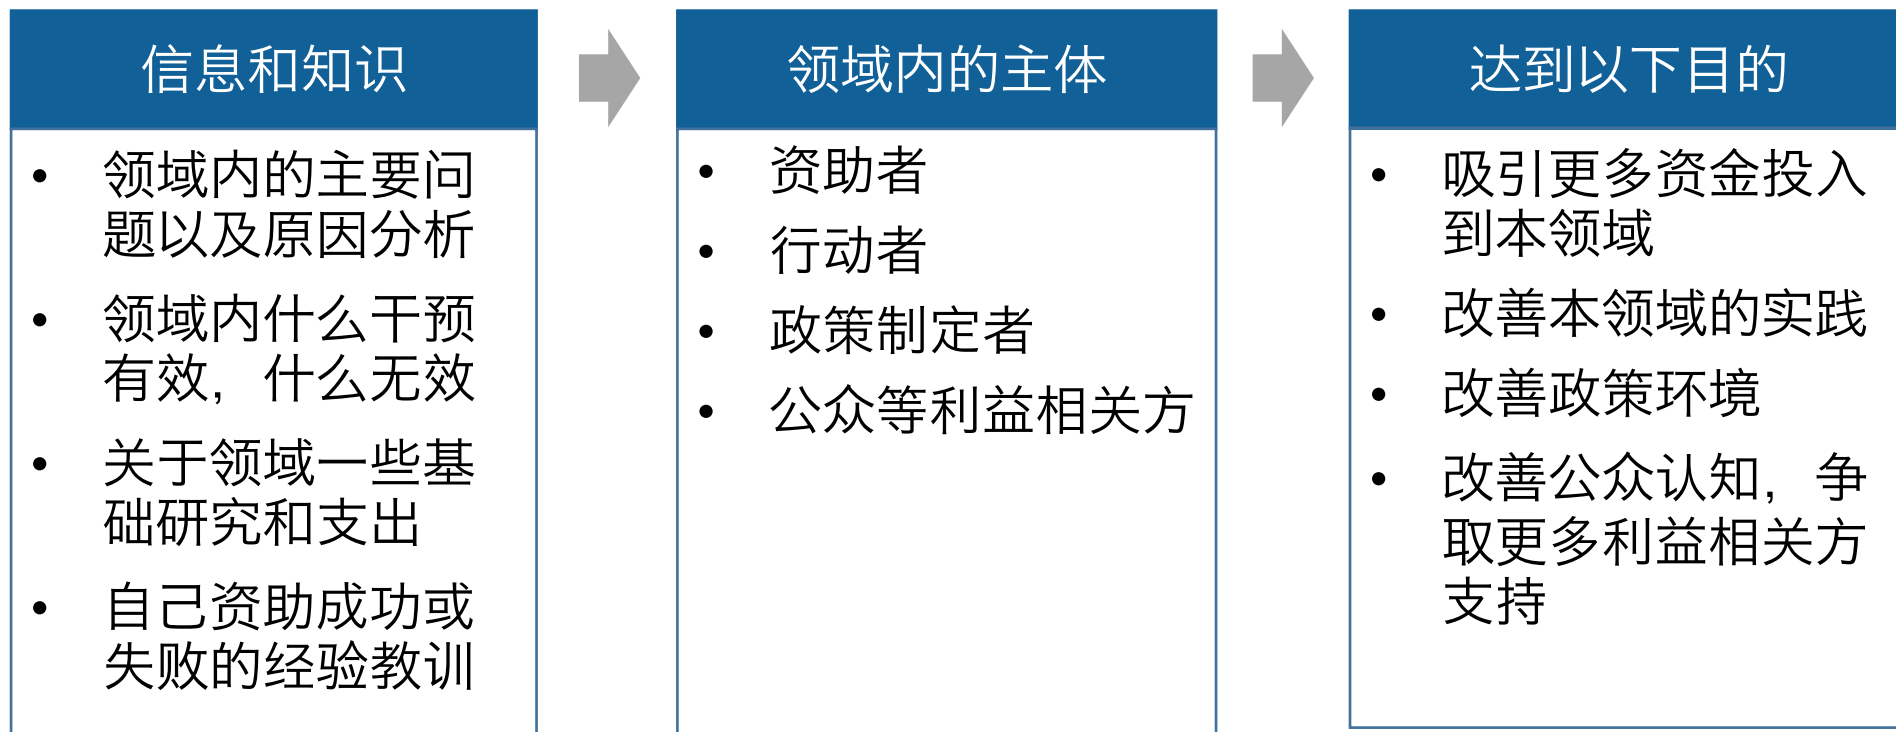 信息和知识
• 领域内的主要问
题以及原因分析
• 领域内什么干预
有效，什么无效
• 关于领域一些基
础研究和支出
• 自己资助成功或
失败的经验教训
领域内的主体
• 资助者
• 行动者
• 政策制定者
• 公众等利益相关方
达到以下目的
• 吸引更多资金投入
到本领域
• 改善本领域的实践
• 改善政策环境
• 改善公众认知，争
取更多利益相关方
支持